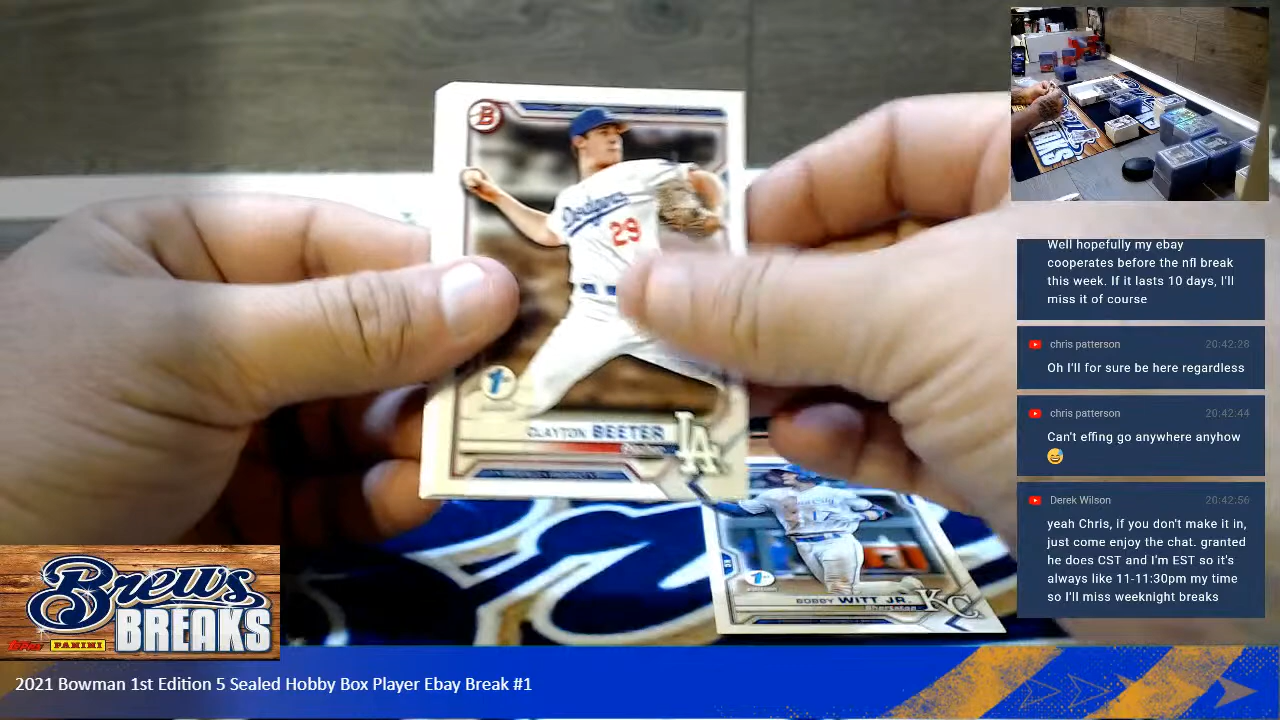 B
Dodgers
29
1st
CLAYTON BEETER
LA
17
1st
BOBBY WITT JR.
Shortstop
KC
Well hopefully my ebay
cooperates before the nfl break
this week. If it lasts 10 days, I'll
miss it of course
chris patterson 20:42:28
Oh I'll for sure be here regardless
chris patterson 20:42:44
Can't effing go anywhere anyhow
😅
Derek Wilson 20:42:56
yeah Chris, if you don't make it in,
just come enjoy the chat. granted
he does CST and I'm EST so it's
always like 11-11:30pm my time
so I'll miss weeknight breaks
Brews
BREAKS
topps PANINI
2021 Bowman 1st Edition 5 Sealed Hobby Box Player Ebay Break #1